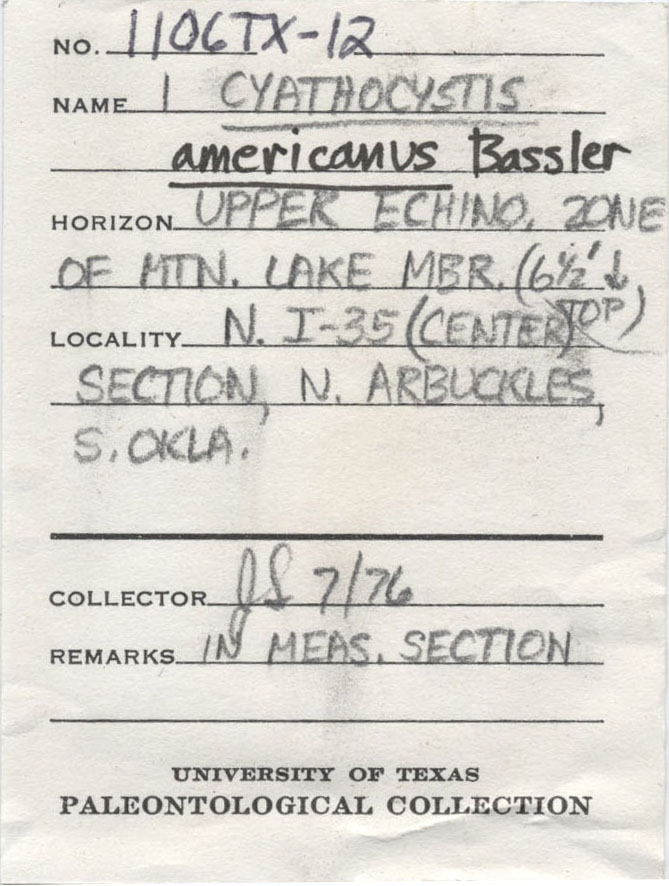 NO. 1106TX-12
NAME 1 CYATHOCYSTIS
americanus Bassler
HORIZON UPPER ECHINO. ZONE
OF MTN. LAKE MBR. (6½' ↓
TOP)
LOCALITY N. I-35 (CENTER)
SECTION, N. ARBUCKLES,
S. OKLA.
COLLECTOR JS 7/76
REMARKS IN MEAS. SECTION
UNIVERSITY OF TEXAS
PALEONTOLOGICAL COLLECTION